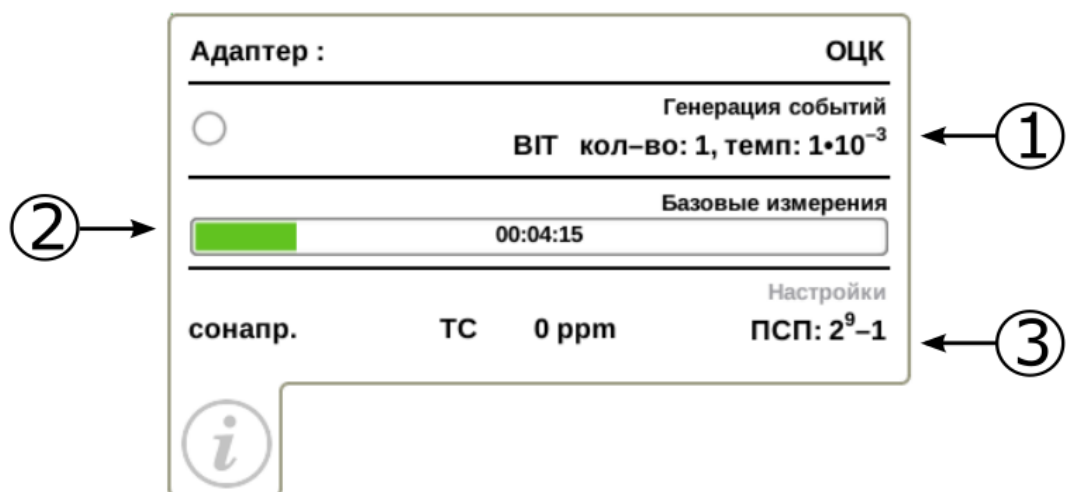 Адаптер : ОЦК
Генерация событий
BIT кол–во: 1, темп: 1•10⁻³
1
Базовые измерения
2
00:04:15
Настройки
сонапр. ТС 0 ppm ПСП: 2⁹–1
3
i